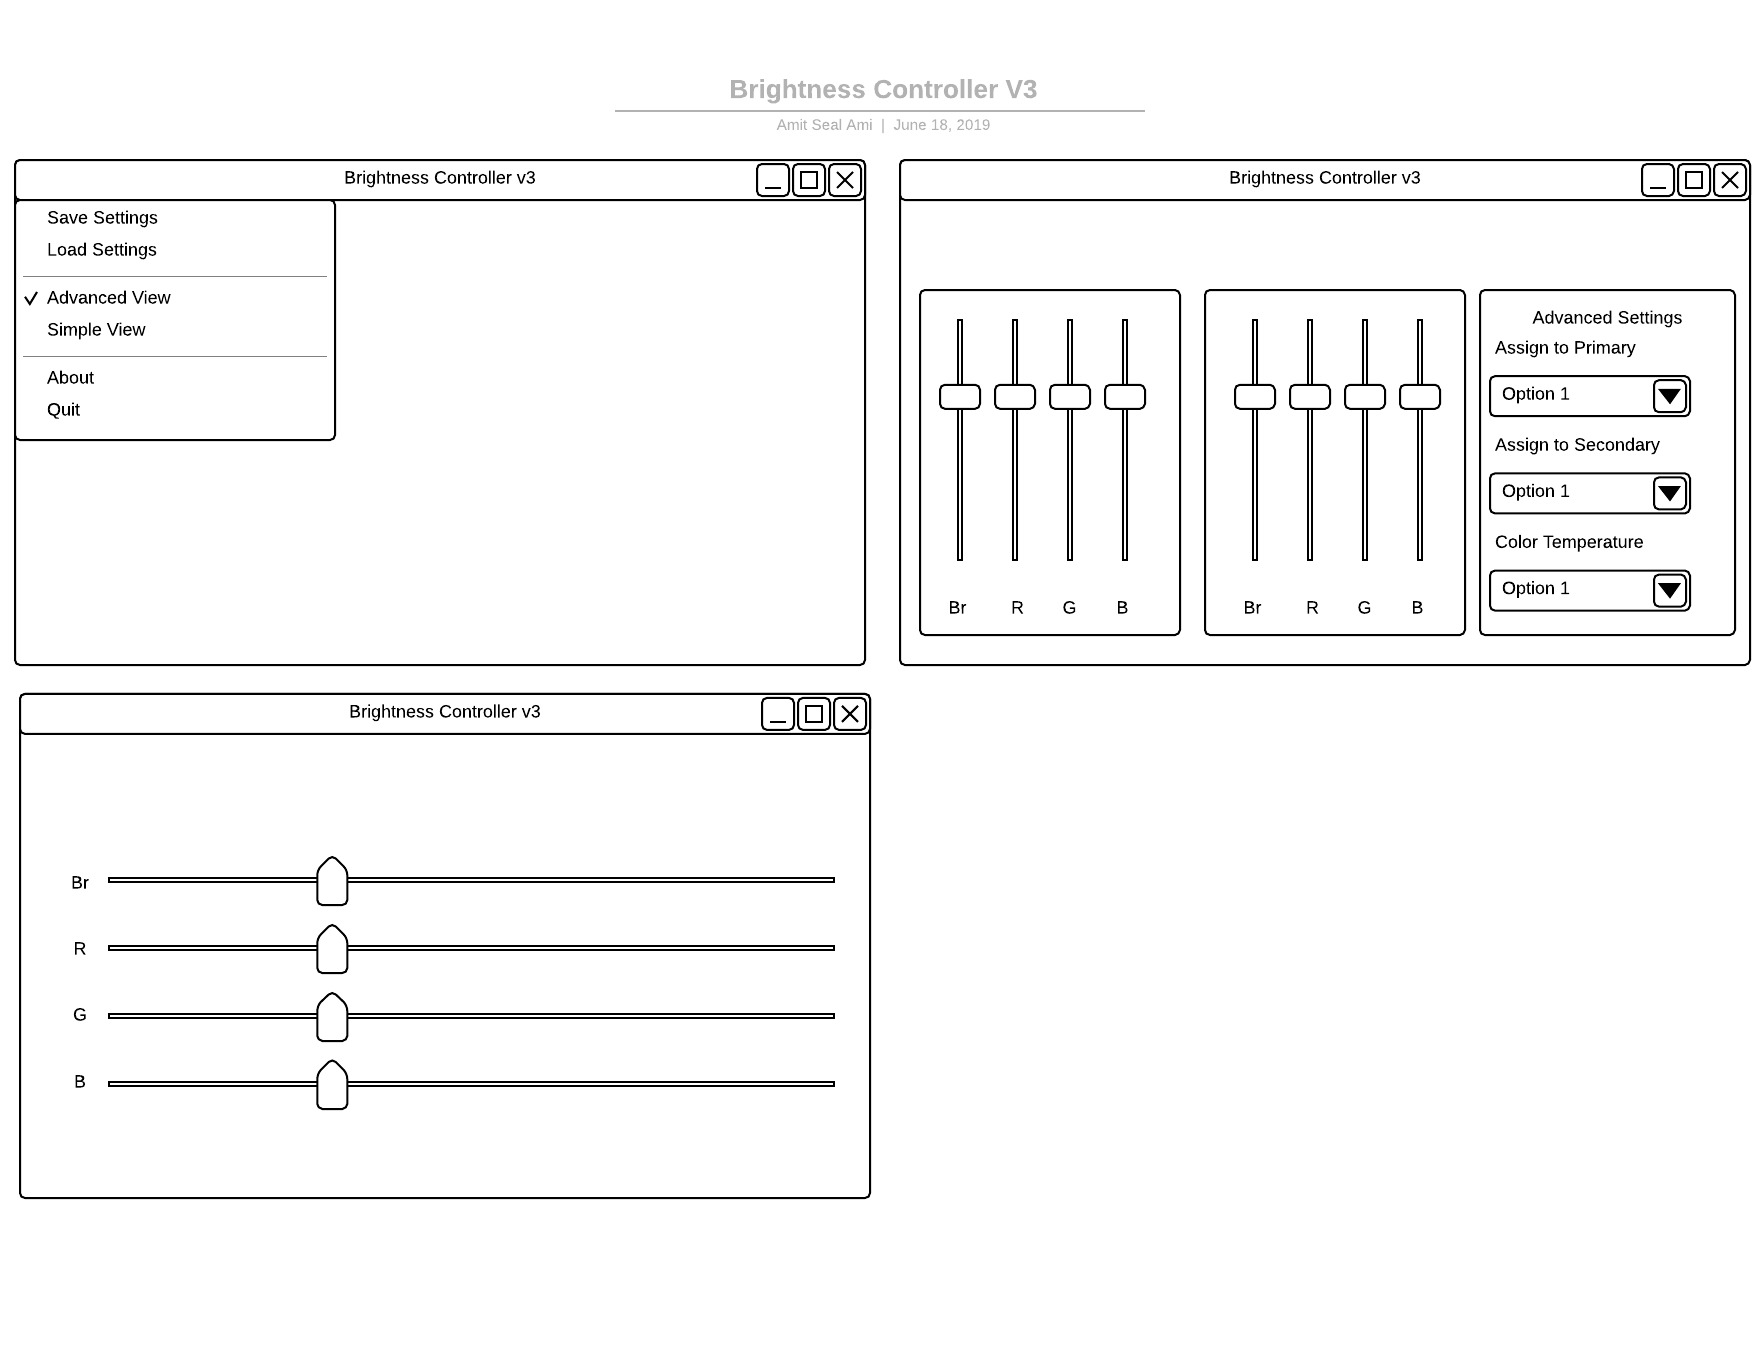 Brightness Controller V3
Amit Seal Ami | June 18, 2019
Brightness Controller v3
Save Settings
Load Settings
Advanced View
Simple View
About
Quit
Brightness Controller v3
Br R G B
Br R G B
Advanced Settings
Assign to Primary
Option 1
Assign to Secondary
Option 1
Color Temperature
Option 1
Brightness Controller v3
Br
R
G
B